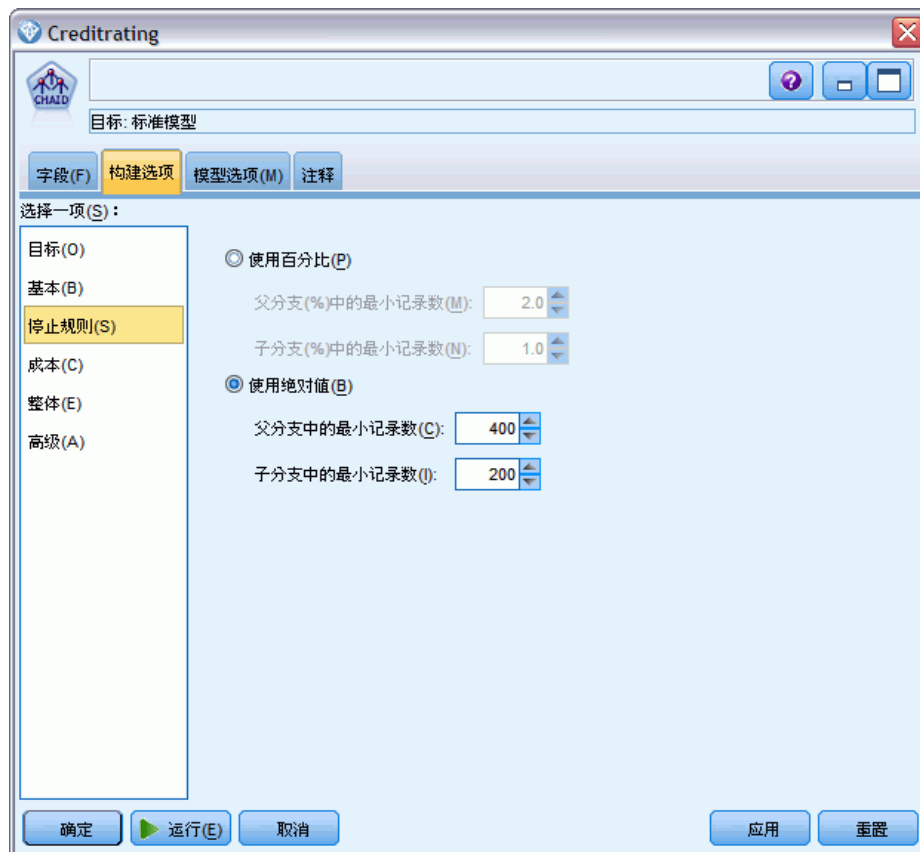 Creditrating
CHAID
目标: 标准模型
字段(F) 构建选项 模型选项(M) 注释
选择一项(S):
目标(O)
基本(B)
停止规则(S)
成本(C)
整体(E)
高级(A)
使用百分比(P)
父分支(%)中的最小记录数(M): 2.0
子分支(%)中的最小记录数(N): 1.0
使用绝对值(B)
父分支中的最小记录数(C): 400
子分支中的最小记录数(I): 200
确定 运行(E) 取消 应用 重置